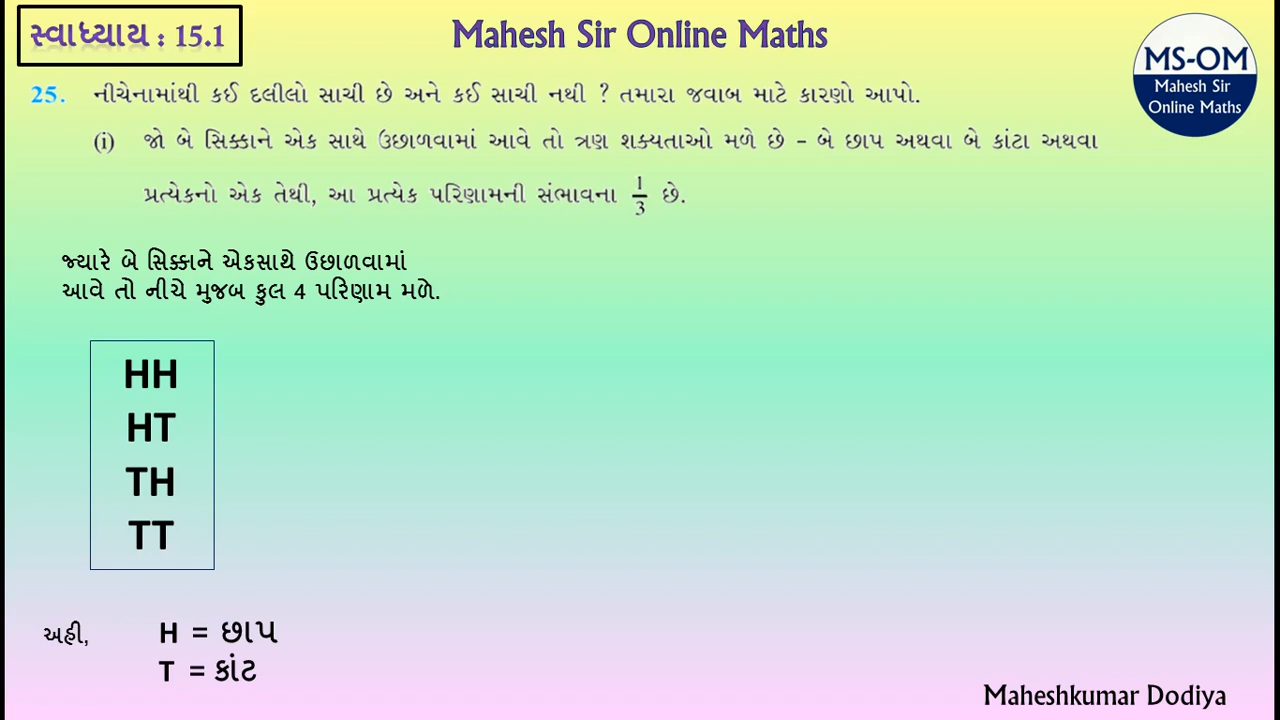 સ્વાધ્યાય : 15.1
Mahesh Sir Online Maths
MS-OM
Mahesh Sir
Online Maths
25. નીચેનામાંથી કઈ દલીલો સાચી છે અને કઈ સાચી નથી ? તમારા જવાબ માટે કારણો આપો.
(i) જો બે સિક્કાને એક સાથે ઉછાળવામાં આવે તો ત્રણ શક્યતાઓ મળે છે – બે છાપ અથવા બે કાંટા અથવા
પ્રત્યેકનો એક તેથી, આ પ્રત્યેક પરિણામની સંભાવના 1/3 છે.
જ્યારે બે સિક્કાને એકસાથે ઉછાળવામાં
આવે તો નીચે મુજબ કુલ 4 પરિણામ મળે.
HH
HT
TH
TT
અહી, H = છાપ
T = કાંટ
Maheshkumar Dodiya